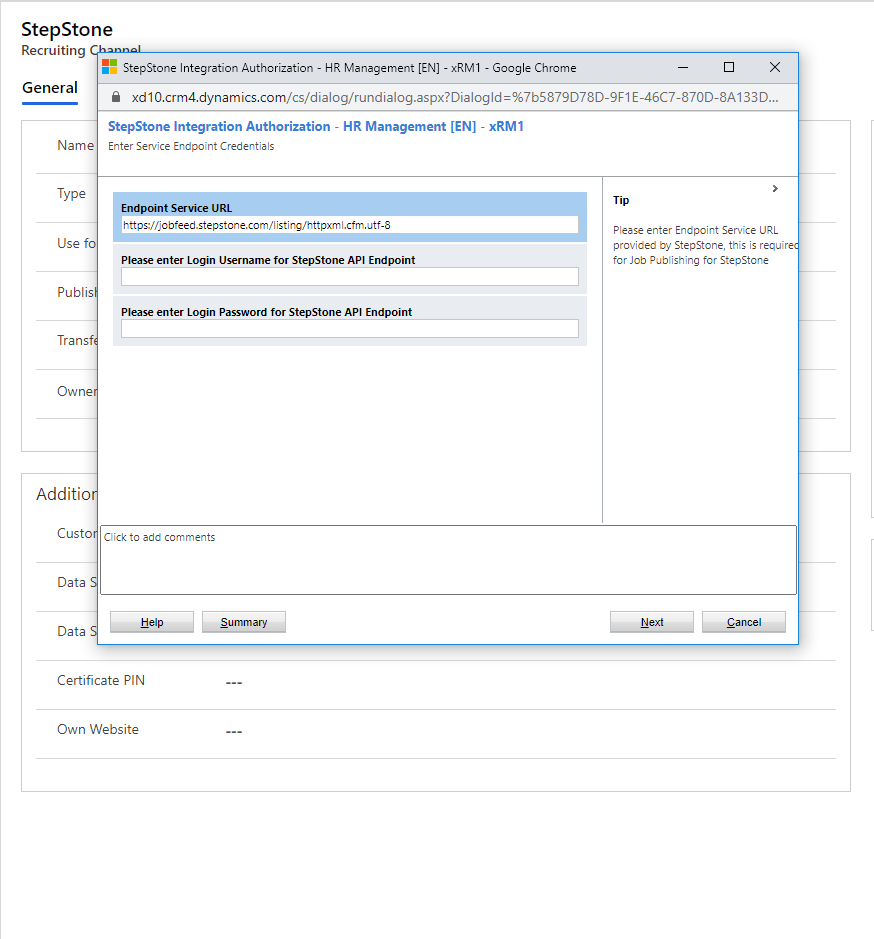 StepStone
Recruiting Channel
General
StepStone Integration Authorization - HR Management [EN] - xRM1 - Google Chrome
xd10.crm4.dynamics.com/cs/dialog/rundialog.aspx?DialogId=%7b5879D78D-9F1E-46C7-870D-8A133D...
StepStone Integration Authorization - HR Management [EN] - xRM1
Enter Service Endpoint Credentials
Name
Type
Use fo
Publish
Transfe
Owner
Endpoint Service URL
https://jobfeed.stepstone.com/listing/httpxml.cfm.utf-8
Please enter Login Username for StepStone API Endpoint
Please enter Login Password for StepStone API Endpoint
Tip
Please enter Endpoint Service URL
provided by StepStone, this is required
for Job Publishing for StepStone
Click to add comments
Help
Summary
Next
Cancel
Addition
Custom
Data S
Data S
Certificate PIN ---
Own Website ---